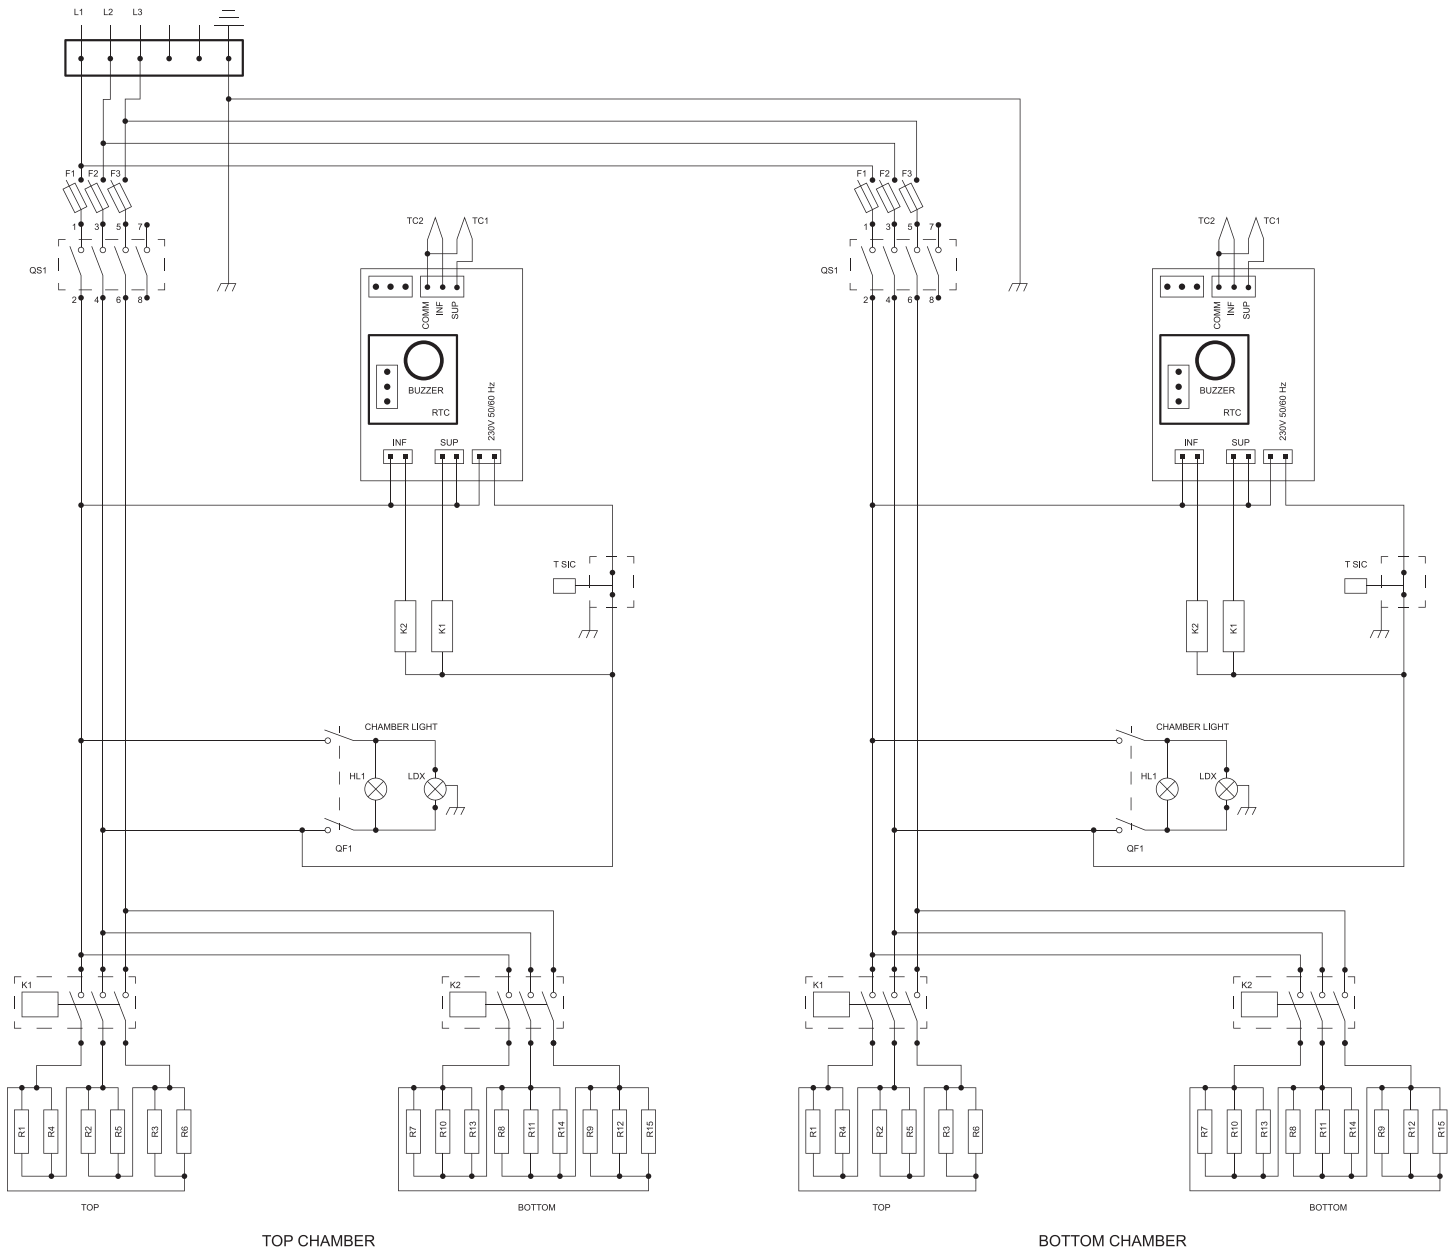 L1 L2 L3
F1 F2 F3 F1 F2 F3
TC2 TC1 TC2 TC1
1 3 5 7 1 3 5 7
QS1 QS1
2 4 6 8 2 4 6 8
COMM INF SUP COMM INF SUP
BUZZER BUZZER
RTC RTC
230V 50/60 Hz 230V 50/60 Hz
INF SUP INF SUP
T SIC T SIC
K2 K1 K2 K1
CHAMBER LIGHT CHAMBER LIGHT
HL1 LDX HL1 LDX
QF1 QF1
K1 K2 K1 K2
R1 R4 R2 R5 R3 R6 R7 R10 R13 R8 R11 R14 R9 R12 R15 R1 R4 R2 R5 R3 R6 R7 R10 R13 R8 R11 R14 R9 R12 R15
TOP BOTTOM TOP BOTTOM
TOP CHAMBER BOTTOM CHAMBER